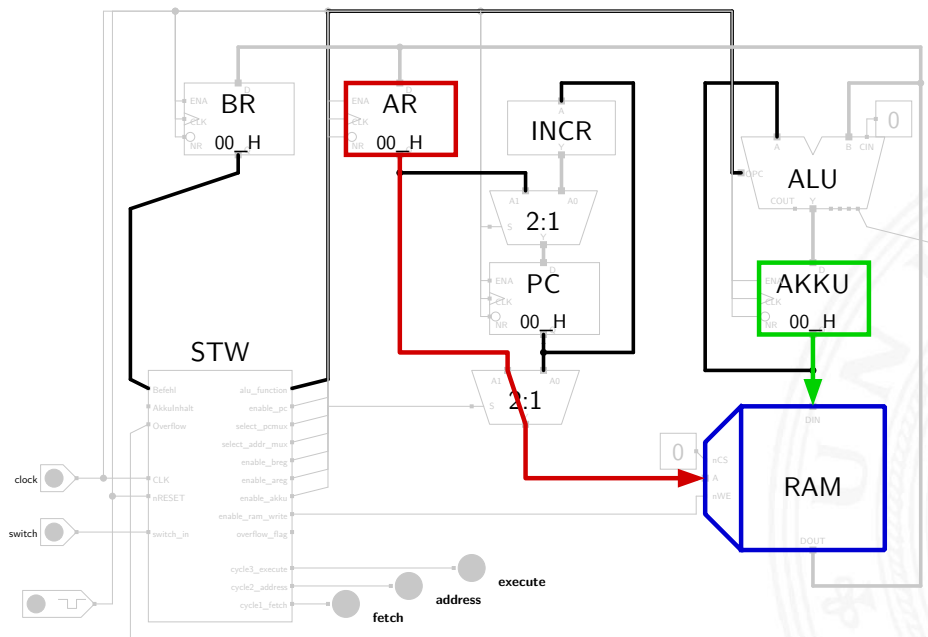 BR
D
ENA
CLK
NR
00_H
AR
D
ENA
CLK
NR
00_H
A
INCR
Y
A1
A0
2:1
S
Y
D
PC
ENA
CLK
NR
00_H
A1
A0
2:1
S
0
A
B
CIN
OPC
ALU
COUT
Y
D
AKKU
ENA
CLK
NR
00_H
STW
Befehl
AkkuInhalt
Overflow
CLK
nRESET
switch_in
alu_function
enable_pc
select_pcmux
select_addr_mux
enable_breg
enable_areg
enable_akku
enable_ram_write
overflow_flag
cycle3_execute
cycle2_address
cycle1_fetch
clock
switch
execute
address
fetch
0
nCS
A
nWE
DIN
RAM
DOUT